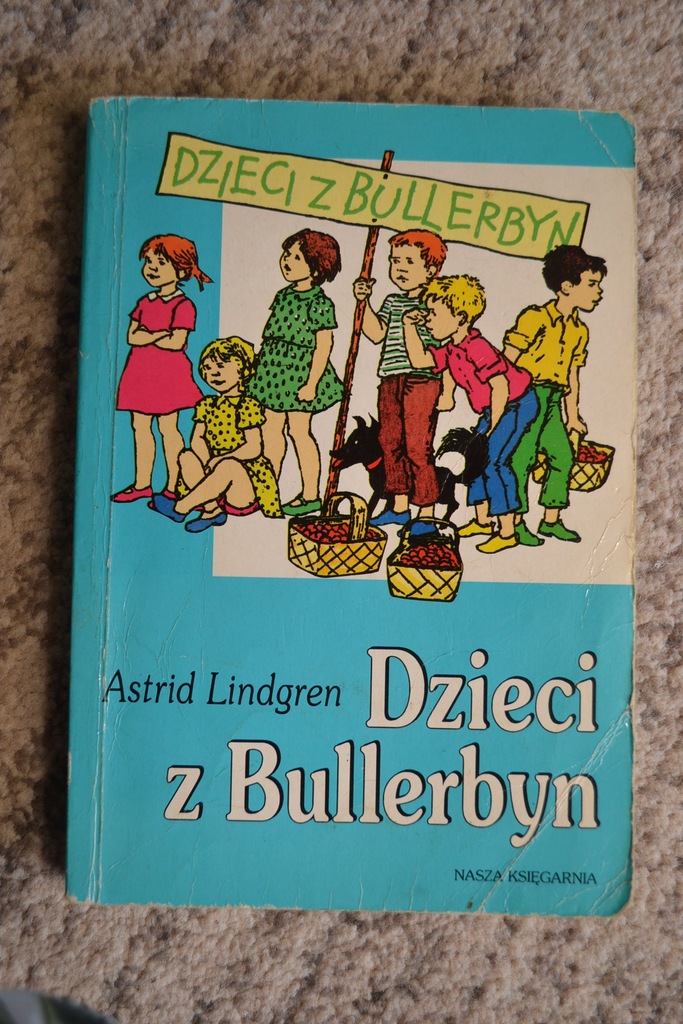 DZIECI Z BULLERBYN
Astrid Lindgren Dzieci
z Bullerbyn
NASZA KSIĘGARNIA